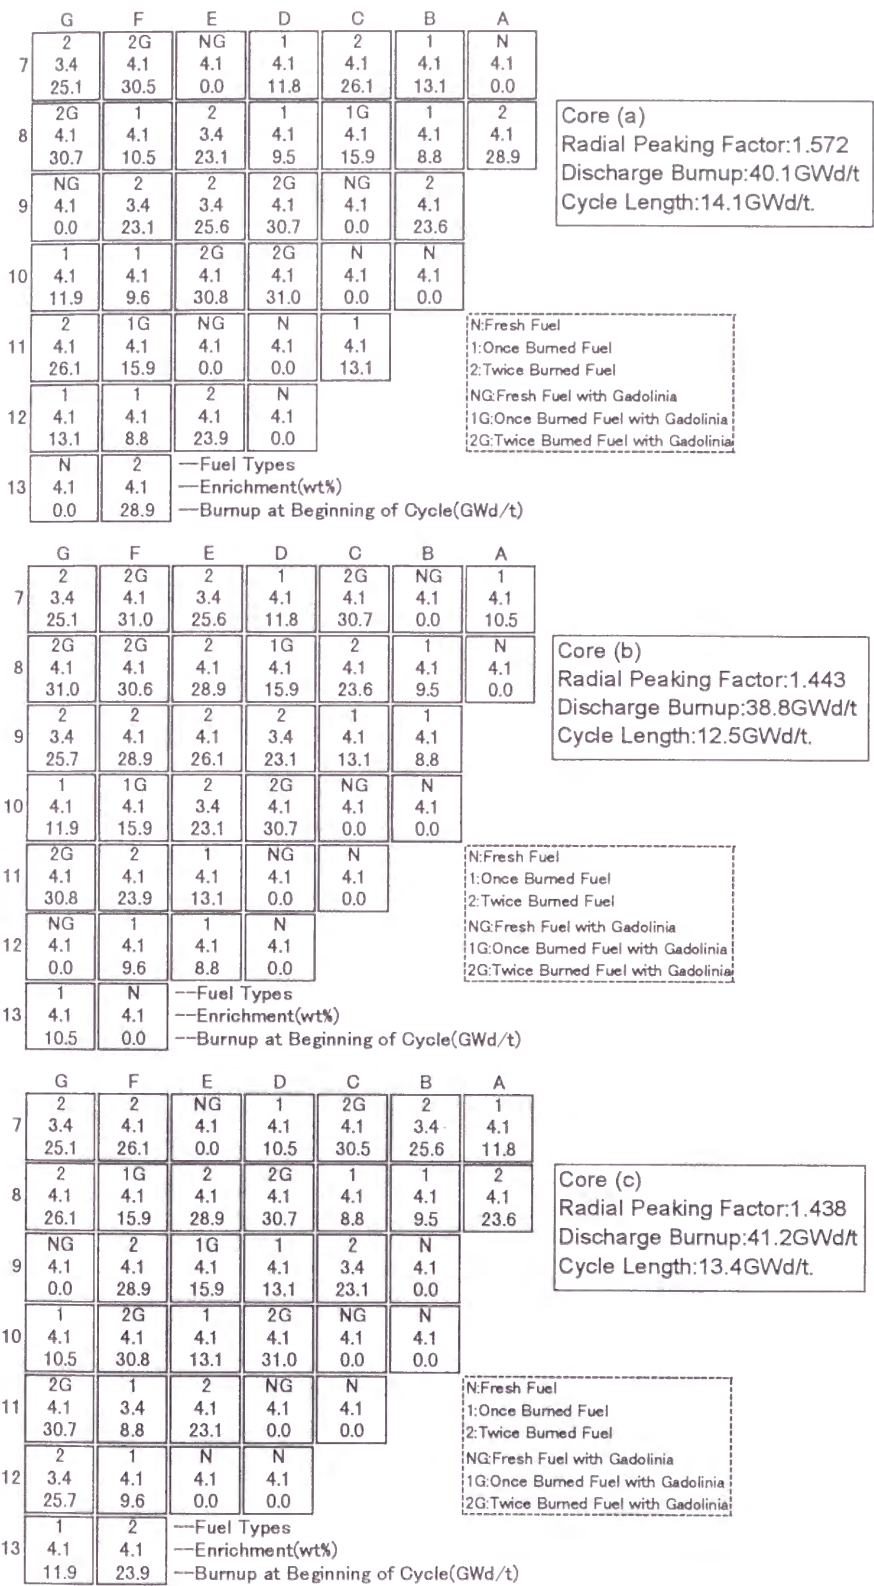 G F E D C B A
2 2G NG 1 2 1 N
7 3.4 4.1 4.1 4.1 4.1 4.1 4.1
25.1 30.5 0.0 11.8 26.1 13.1 0.0
2G 1 2 1 1G 1 2
8 4.1 4.1 3.4 4.1 4.1 4.1 4.1
30.7 10.5 23.1 9.5 15.9 8.8 28.9
Core (a)
Radial Peaking Factor:1.572
Discharge Burnup:40.1GWd/t
Cycle Length:14.1GWd/t.
NG 2 2 2G NG 2
9 4.1 3.4 3.4 4.1 4.1 4.1
0.0 23.1 25.6 30.7 0.0 23.6
1 1 2G 2G N N
10 4.1 4.1 4.1 4.1 4.1 4.1
11.9 9.6 30.8 31.0 0.0 0.0
2 1G NG N 1
11 4.1 4.1 4.1 4.1 4.1
26.1 15.9 0.0 0.0 13.1
1 1 2 N
12 4.1 4.1 4.1 4.1
13.1 8.8 23.9 0.0
N:Fresh Fuel
1:Once Burned Fuel
2:Twice Burned Fuel
NG:Fresh Fuel with Gadolinia
1G:Once Burned Fuel with Gadolinia
2G:Twice Burned Fuel with Gadolinia
N 2 —Fuel Types
13 4.1 4.1 —Enrichment(wt%)
0.0 28.9 —Burnup at Beginning of Cycle(GWd/t)
G F E D C B A
2 2G 2 1 2G NG 1
7 3.4 4.1 3.4 4.1 4.1 4.1 4.1
25.1 31.0 25.6 11.8 30.7 0.0 10.5
2G 2G 2 1G 2 1 N
8 4.1 4.1 4.1 4.1 4.1 4.1 4.1
31.0 30.6 28.9 15.9 23.6 9.5 0.0
Core (b)
Radial Peaking Factor:1.443
Discharge Burnup:38.8GWd/t
Cycle Length:12.5GWd/t.
2 2 2 2 1 1
9 3.4 4.1 4.1 3.4 4.1 4.1
25.7 28.9 26.1 23.1 13.1 8.8
1 1G 2 2G NG N
10 4.1 4.1 3.4 4.1 4.1 4.1
11.9 15.9 23.1 30.7 0.0 0.0
2G 2 1 NG N
11 4.1 4.1 4.1 4.1 4.1
30.8 23.9 13.1 0.0 0.0
NG 1 1 N
12 4.1 4.1 4.1 4.1
0.0 9.6 8.8 0.0
N:Fresh Fuel
1:Once Burned Fuel
2:Twice Burned Fuel
NG:Fresh Fuel with Gadolinia
1G:Once Burned Fuel with Gadolinia
2G:Twice Burned Fuel with Gadolinia
1 N —Fuel Types
13 4.1 4.1 —Enrichment(wt%)
10.5 0.0 —Burnup at Beginning of Cycle(GWd/t)
G F E D C B A
2 2 NG 1 2G 2 1
7 3.4 4.1 4.1 4.1 4.1 3.4 4.1
25.1 26.1 0.0 10.5 30.5 25.6 11.8
2 1G 2 2G 1 1 2
8 4.1 4.1 4.1 4.1 4.1 4.1 4.1
26.1 15.9 28.9 30.7 8.8 9.5 23.6
Core (c)
Radial Peaking Factor:1.438
Discharge Burnup:41.2GWd/t
Cycle Length:13.4GWd/t.
NG 2 1G 1 2 N
9 4.1 4.1 4.1 4.1 3.4 4.1
0.0 28.9 15.9 13.1 23.1 0.0
1 2G 1 2G NG N
10 4.1 4.1 4.1 4.1 4.1 4.1
10.5 30.8 13.1 31.0 0.0 0.0
2G 1 2 NG N
11 4.1 3.4 4.1 4.1 4.1
30.7 8.8 23.1 0.0 0.0
2 1 N N
12 3.4 4.1 4.1 4.1
25.7 9.6 0.0 0.0
N:Fresh Fuel
1:Once Burned Fuel
2:Twice Burned Fuel
NG:Fresh Fuel with Gadolinia
1G:Once Burned Fuel with Gadolinia
2G:Twice Burned Fuel with Gadolinia
1 2 —Fuel Types
13 4.1 4.1 —Enrichment(wt%)
11.9 23.9 —Burnup at Beginning of Cycle(GWd/t)